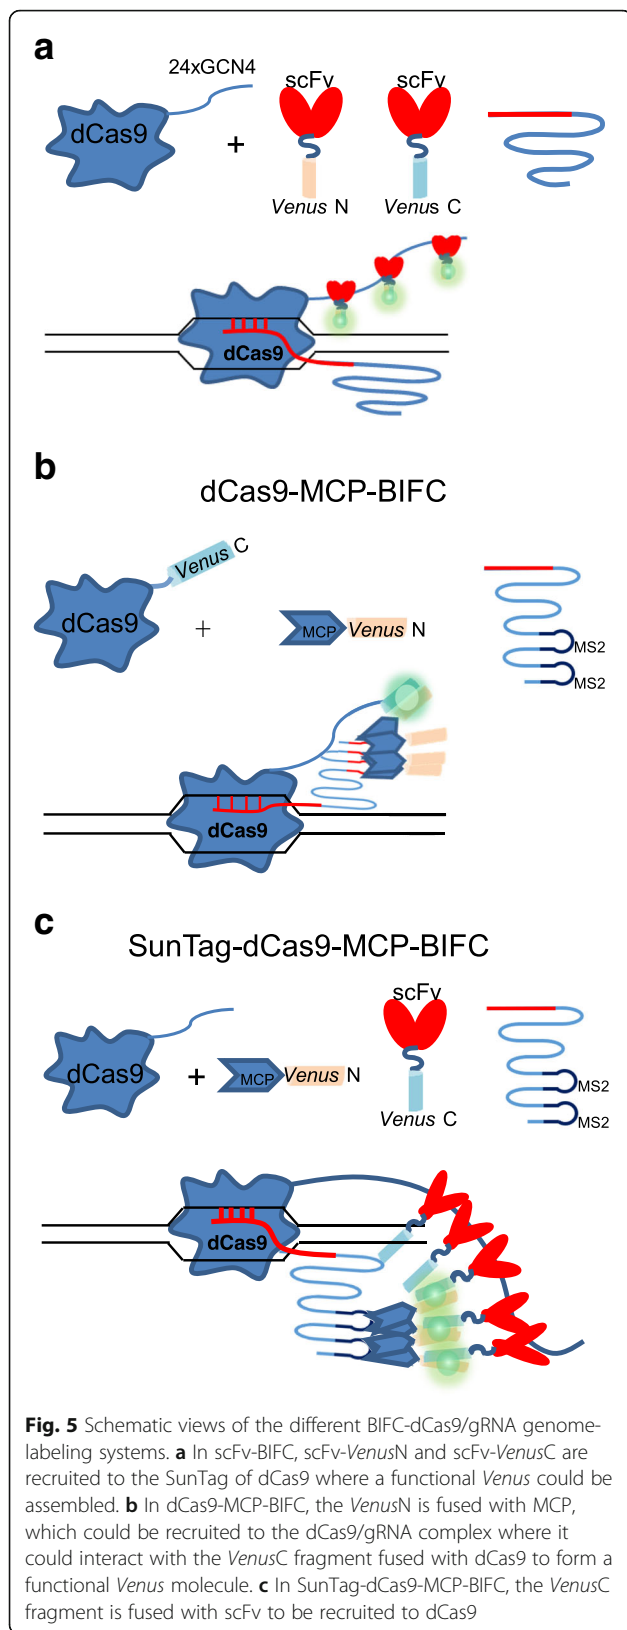 a
24xGCN4
scFv
scFv
dCas9
+
Venus N
Venus C
dCas9
b
dCas9-MCP-BIFC
Venus C
dCas9
+
MCP
Venus N
MS2
MS2
dCas9
c
SunTag-dCas9-MCP-BIFC
scFv
dCas9
+
MCP
Venus N
Venus C
MS2
MS2
dCas9
Fig. 5 Schematic views of the different BIFC-dCas9/gRNA genome-
labeling systems. a In scFv-BIFC, scFv-VenusN and scFv-VenusC are
recruited to the SunTag of dCas9 where a functional Venus could be
assembled. b In dCas9-MCP-BIFC, the VenusN is fused with MCP,
which could be recruited to the dCas9/gRNA complex where it
could interact with the VenusC fragment fused with dCas9 to form a
functional Venus molecule. c In SunTag-dCas9-MCP-BIFC, the VenusC
fragment is fused with scFv to be recruited to dCas9